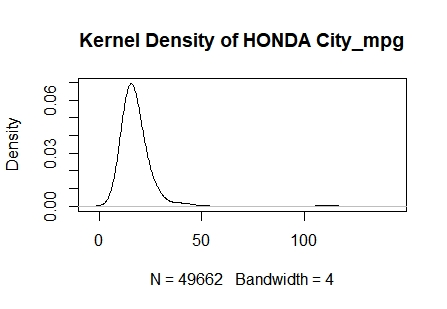 Kernel Density of HONDA City_mpg
Density
0.00
0.03
0.06
0
50
100
N = 49662   Bandwidth = 4